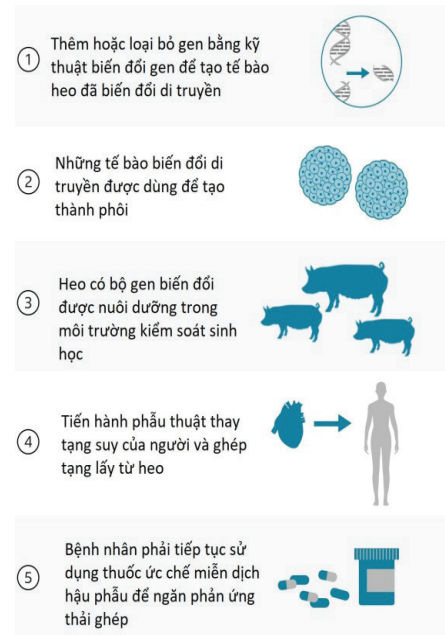 1
Thêm hoặc loại bỏ gen bằng kỹ
thuật biến đổi gen để tạo tế bào
heo đã biến đổi di truyền
2
Những tế bào biến đổi di
truyền được dùng để tạo
thành phôi
3
Heo có bộ gen biến đổi
được nuôi dưỡng trong
môi trường kiểm soát sinh
học
4
Tiến hành phẫu thuật thay
tạng suy của người và ghép
tạng lấy từ heo
5
Bệnh nhân phải tiếp tục sử
dụng thuốc ức chế miễn dịch
hậu phẫu để ngăn phản ứng
thải ghép